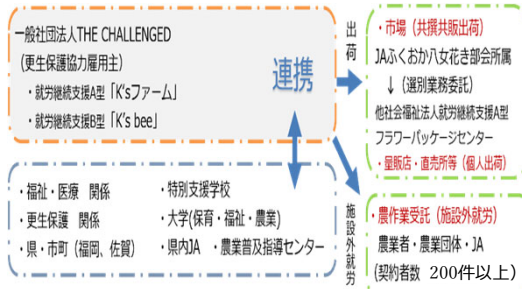 一般社団法人THE CHALLENGED
（更生保護協力雇用主）
・就労継続支援A型「K'sファーム」
・就労継続支援B型「K's bee」
連携
出荷
・市場（共撰共販出荷）
JAふくおか八女花き部会所属
↓（選別業務委託）
他社会福祉法人就労継続支援A型
フラワーパッケージセンター
・量販店・直売所等（個人出荷）
・福祉・医療　関係
・更生保護　関係
・県・市町（福岡、佐賀）
・特別支援学校
・大学(保育・福祉・農業)
・県内JA　・農業普及指導センター
施設外就労
・農作業受託（施設外就労）
農業者・農業団体・JA
（契約者数　200件以上）